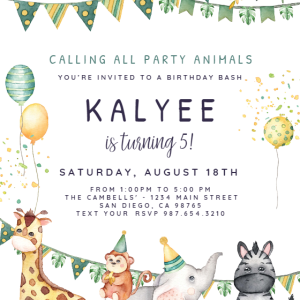 CALLING ALL PARTY ANIMALS
YOU'RE INVITED TO A BIRTHDAY BASH
KALYEE
is turning 5!
SATURDAY, AUGUST 18TH
FROM 1:00PM TO 5:00 PM
THE CAMBELLS' - 1234 MAIN STREET
SAN DIEGO, CA 98765
TEXT YOUR RSVP 987.654.3210